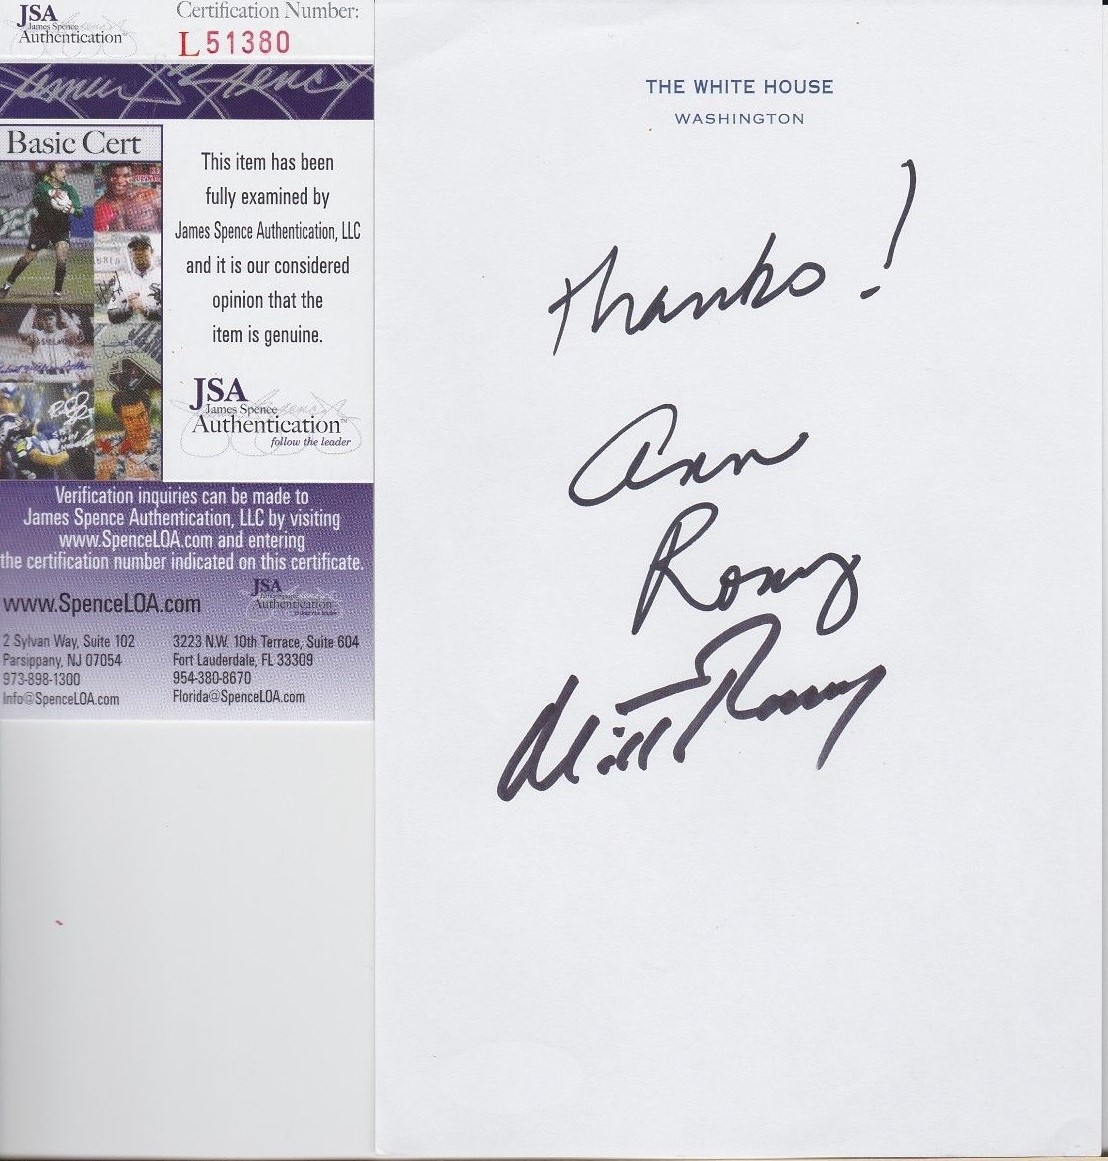 JSA
James Spence
Authentication
Certification Number:
L51380
Basic Cert
This item has been
fully examined by
James Spence Authentication, LLC
and it is our considered
opinion that the
item is genuine.
JSA
James Spence
Authentication™
follow the leader
Verification inquiries can be made to
James Spence Authentication, LLC by visiting
www.SpenceLOA.com and entering
the certification number indicated on this certificate.
JSA
Authentication
www.SpenceLOA.com
2 Sylvan Way, Suite 102
Parsippany, NJ 07054
973-898-1300
Info@SpenceLOA.com
3223 N.W. 10th Terrace, Suite 604
Fort Lauderdale, FL 33309
954-380-8670
Florida@SpenceLOA.com
THE WHITE HOUSE
WASHINGTON
Thanks!
Ann
Romney
Mitt Romney